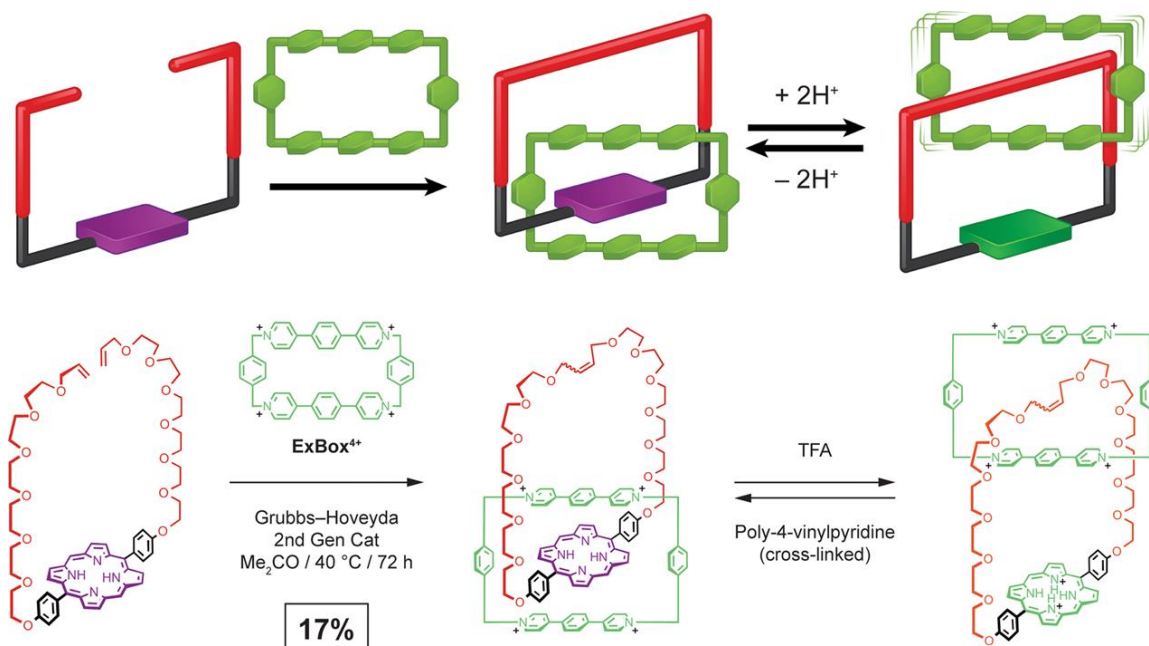 + 2H⁺
– 2H⁺
ExBox⁴⁺
Grubbs–Hoveyda
2nd Gen Cat
Me₂CO / 40 °C / 72 h
17%
TFA
Poly-4-vinylpyridine
(cross-linked)